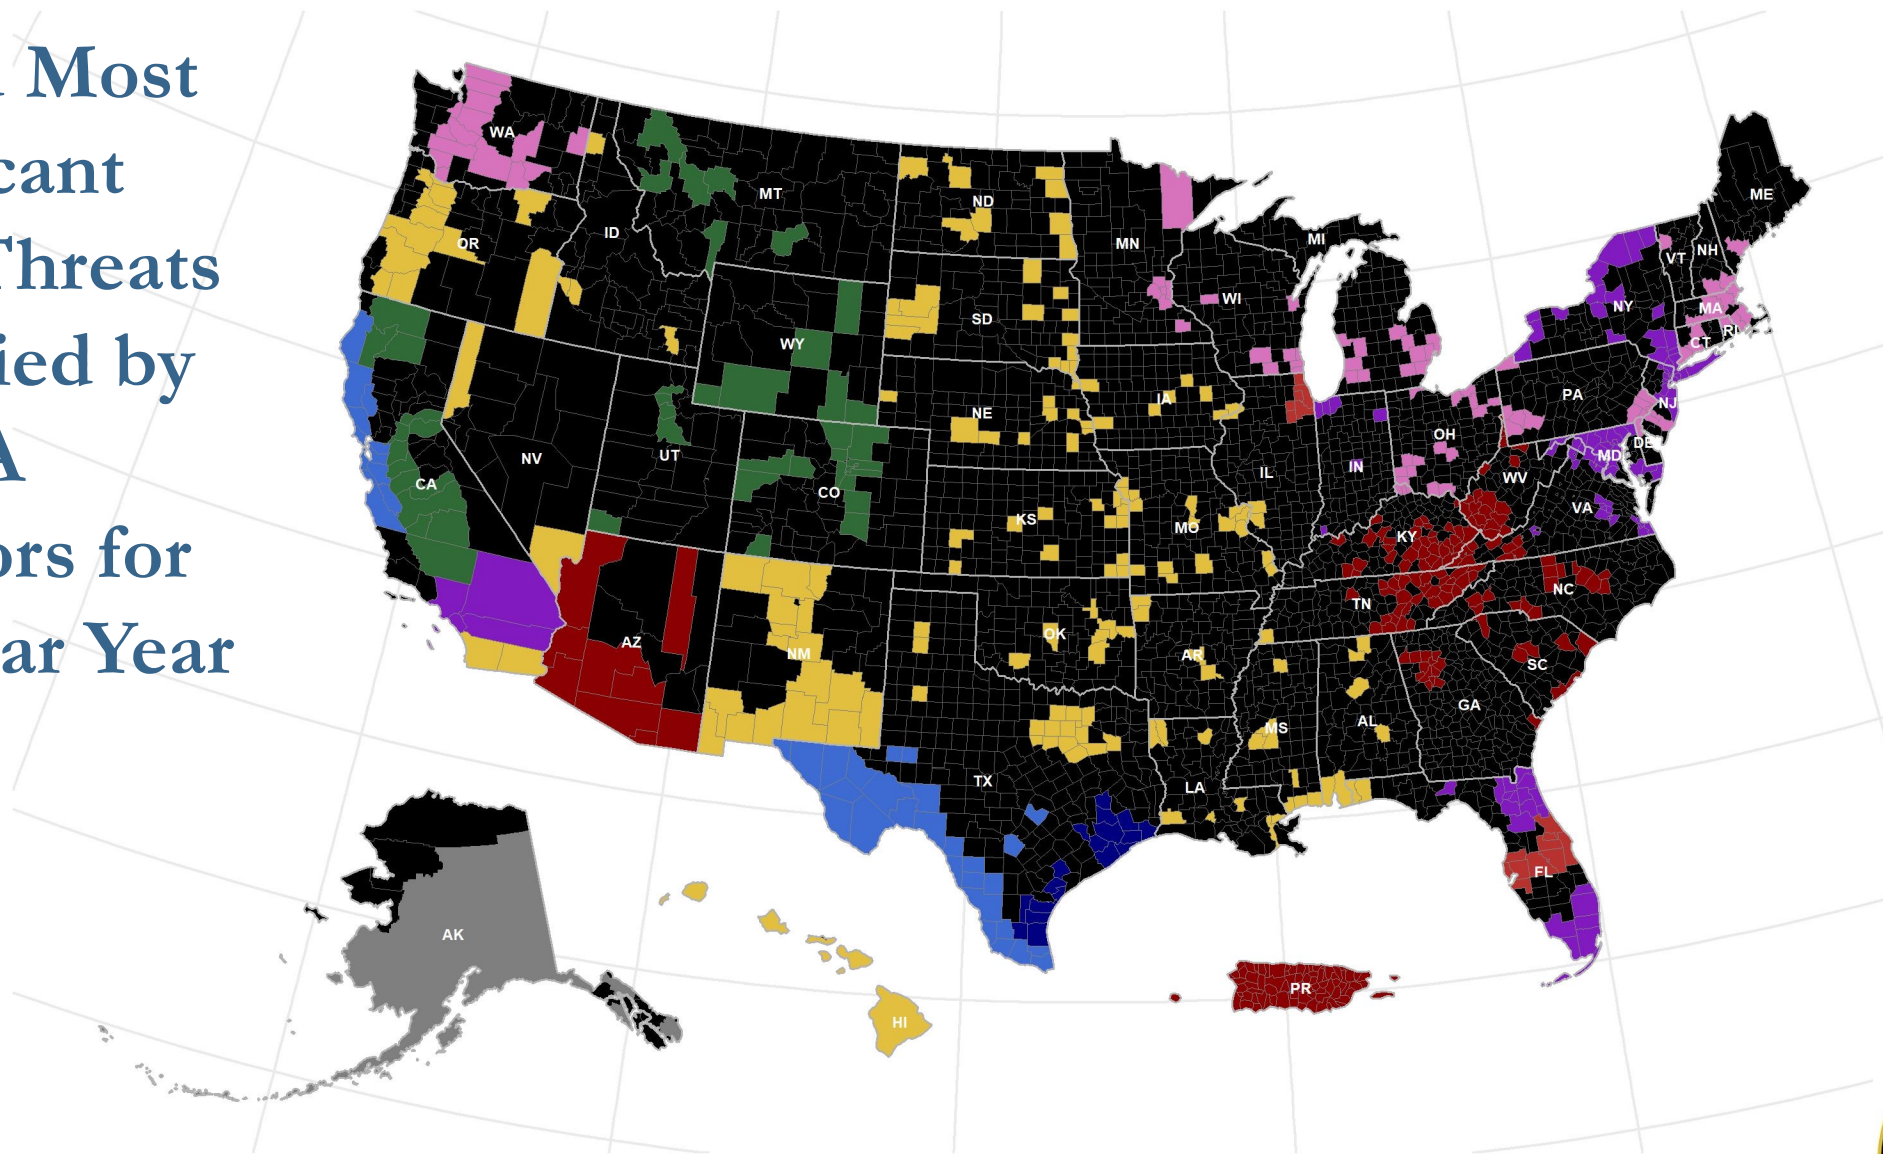 Most
cant
Threats
ied by
A
ors for
ar Year
WA
MT
ND
MN
MI
ME
VT
NH
OR
ID
SD
WI
NY
MA
RI
CT
WY
NE
IA
PA
NJ
NV
UT
CO
CA
KS
MO
IL
IN
OH
WV
MD
DE
VA
KY
AZ
NM
OK
AR
TN
NC
SC
TX
LA
MS
AL
GA
FL
AK
HI
PR